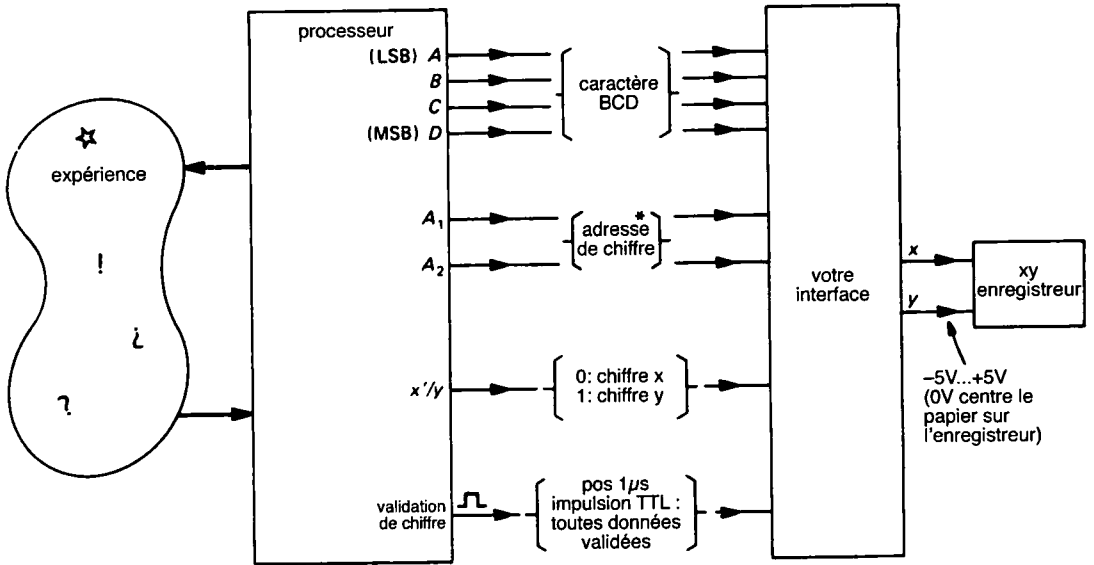 processeur
(LSB) A
B
C
(MSB) D
caractère
BCD
expérience
!
¿
?
A₁
A₂
adresse*
de chiffre
votre
interface
x
y
xy
enregistreur
–5V...+5V
(0V centre le
papier sur
l'enregistreur)
x'/y
0: chiffre x
1: chiffre y
validation
de chiffre
pos 1µs
impulsion TTL :
toutes données
validées